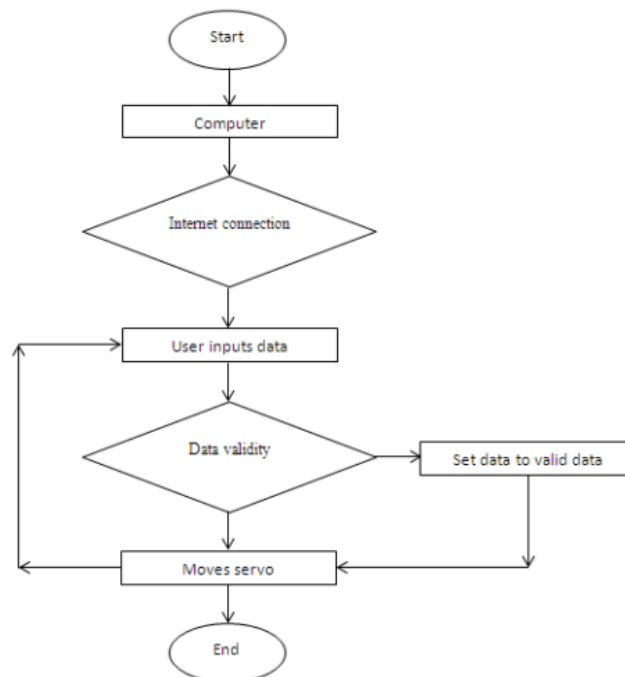 Start
Computer
Internet connection
User inputs data
Data validity
Set data to valid data
Moves servo
End